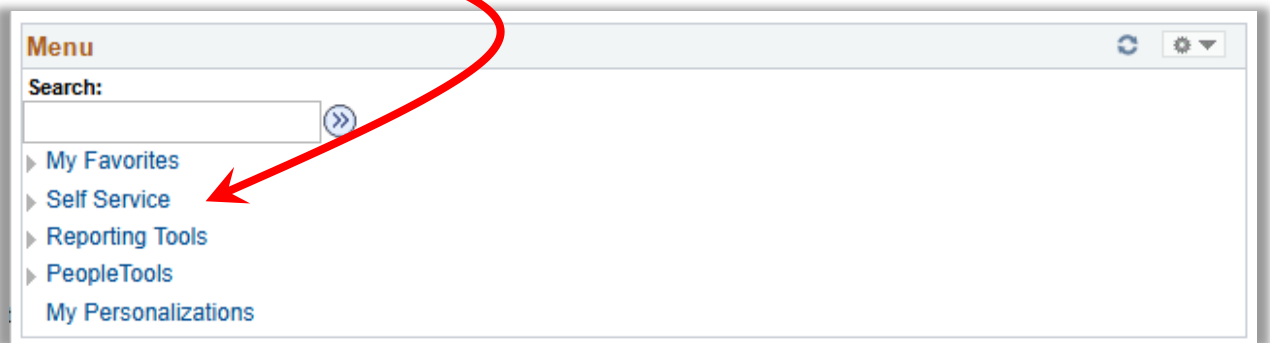 Menu
Search:
My Favorites
Self Service
Reporting Tools
PeopleTools
My Personalizations